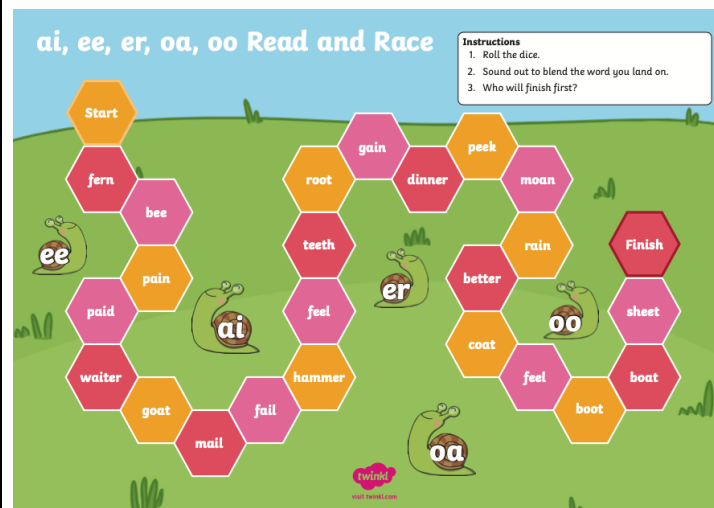 ai, ee, er, oa, oo Read and Race
Instructions
1. Roll the dice.
2. Sound out to blend the word you land on.
3. Who will finish first?
Start
fern
bee
pain
paid
waiter
goat
mail
fail
hammer
feel
teeth
root
gain
dinner
peek
moan
rain
better
coat
feel
boot
boat
sheet
Finish
ee
ai
er
oo
oa
twinkl
visit twinkl.com